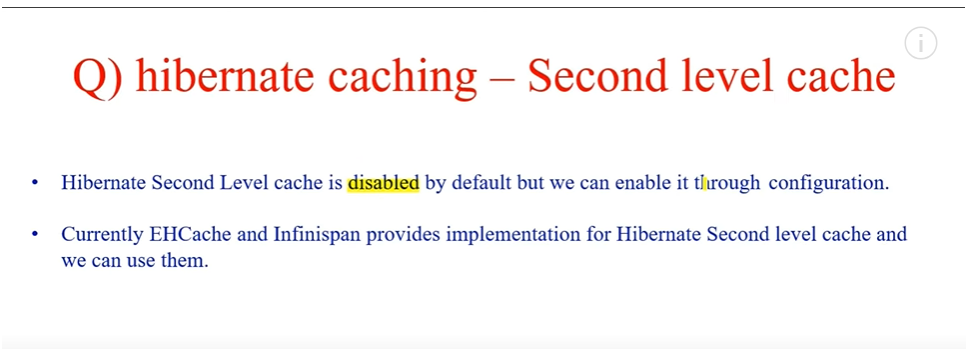 Q) hibernate caching – Second level cache
• Hibernate Second Level cache is disabled by default but we can enable it through configuration.
• Currently EHCache and Infinispan provides implementation for Hibernate Second level cache and
we can use them.